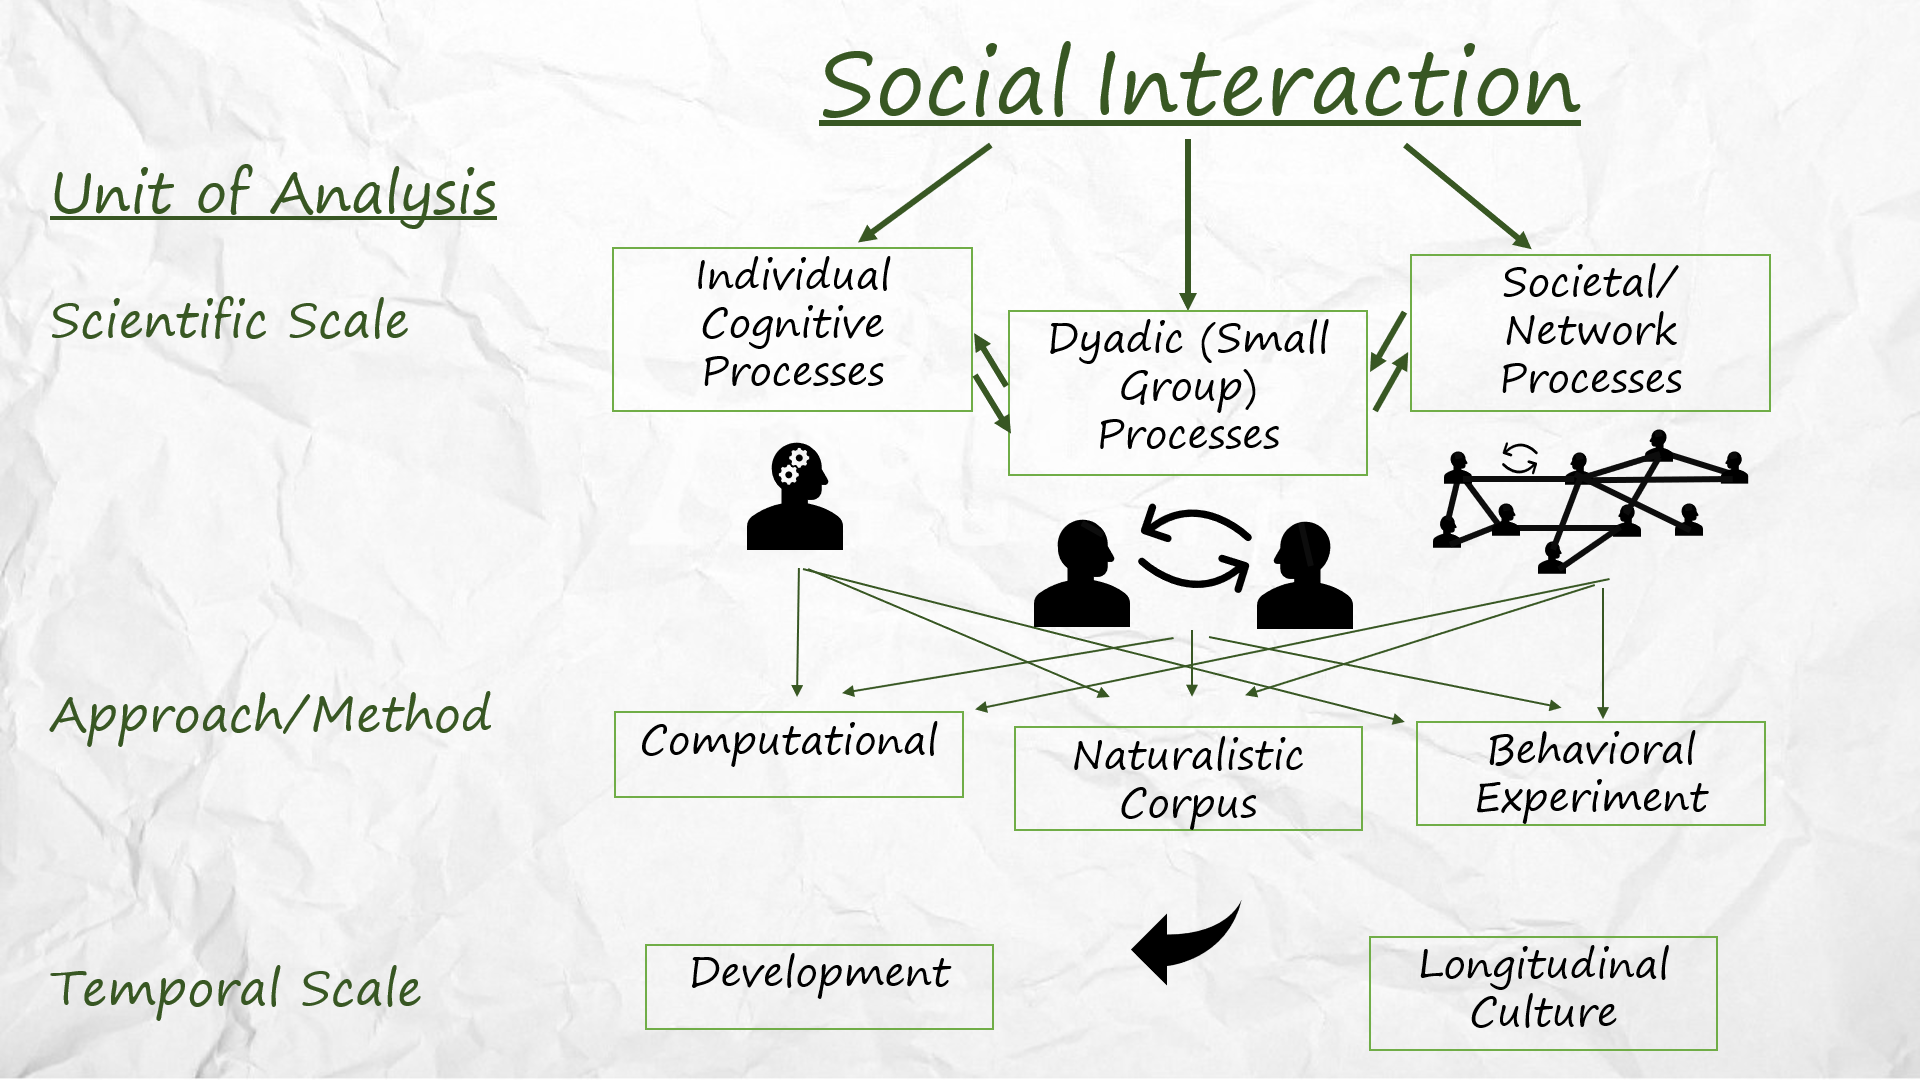 Social Interaction
Unit of Analysis
Scientific Scale
Individual
Cognitive
Processes
Dyadic (Small
Group)
Processes
Societal/
Network
Processes
Approach/Method
Computational
Naturalistic
Corpus
Behavioral
Experiment
Temporal Scale
Development
Longitudinal
Culture